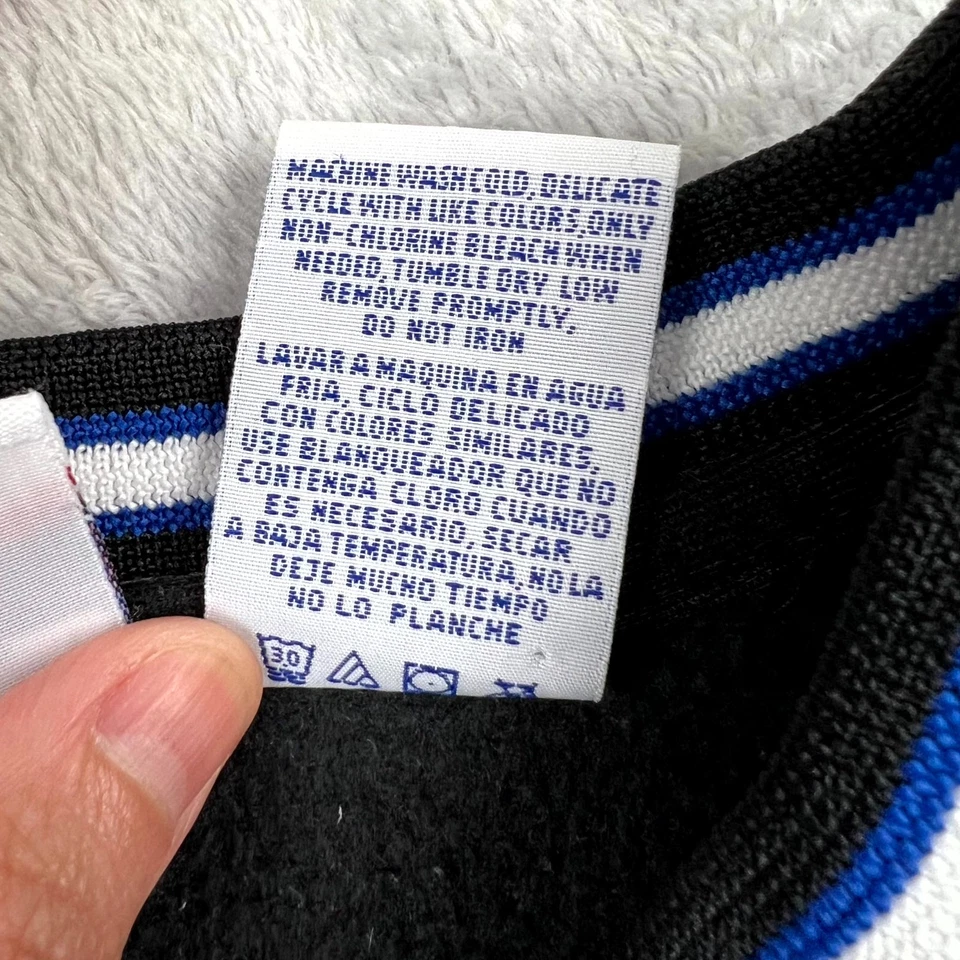 MACHINE WASH COLD, DELICATE
CYCLE WITH LIKE COLORS, ONLY
NON-CHLORINE BLEACH WHEN
NEEDED, TUMBLE DRY LOW
REMOVE PROMPTLY.
DO NOT IRON
LAVAR A MAQUINA EN AGUA
FRIA, CICLO DELICADO
CON COLORES SIMILARES.
USE BLANQUEADOR QUE NO
CONTENGA CLORO CUANDO
ES NECESARIO, SECAR
A BAJA TEMPERATURA, NO LA
DEJE MUCHO TIEMPO
NO LO PLANCHE
30